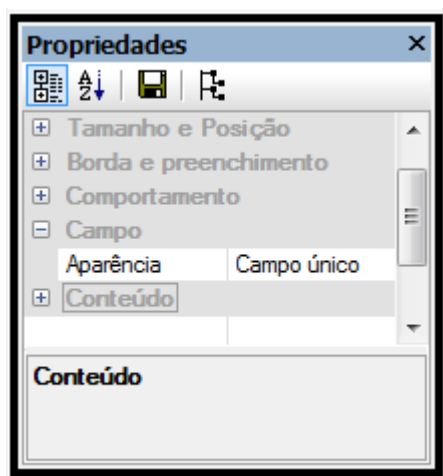 Propriedades
Tamanho e Posição
Borda e preenchimento
Comportamento
Campo
Aparência Campo único
Conteúdo
Conteúdo